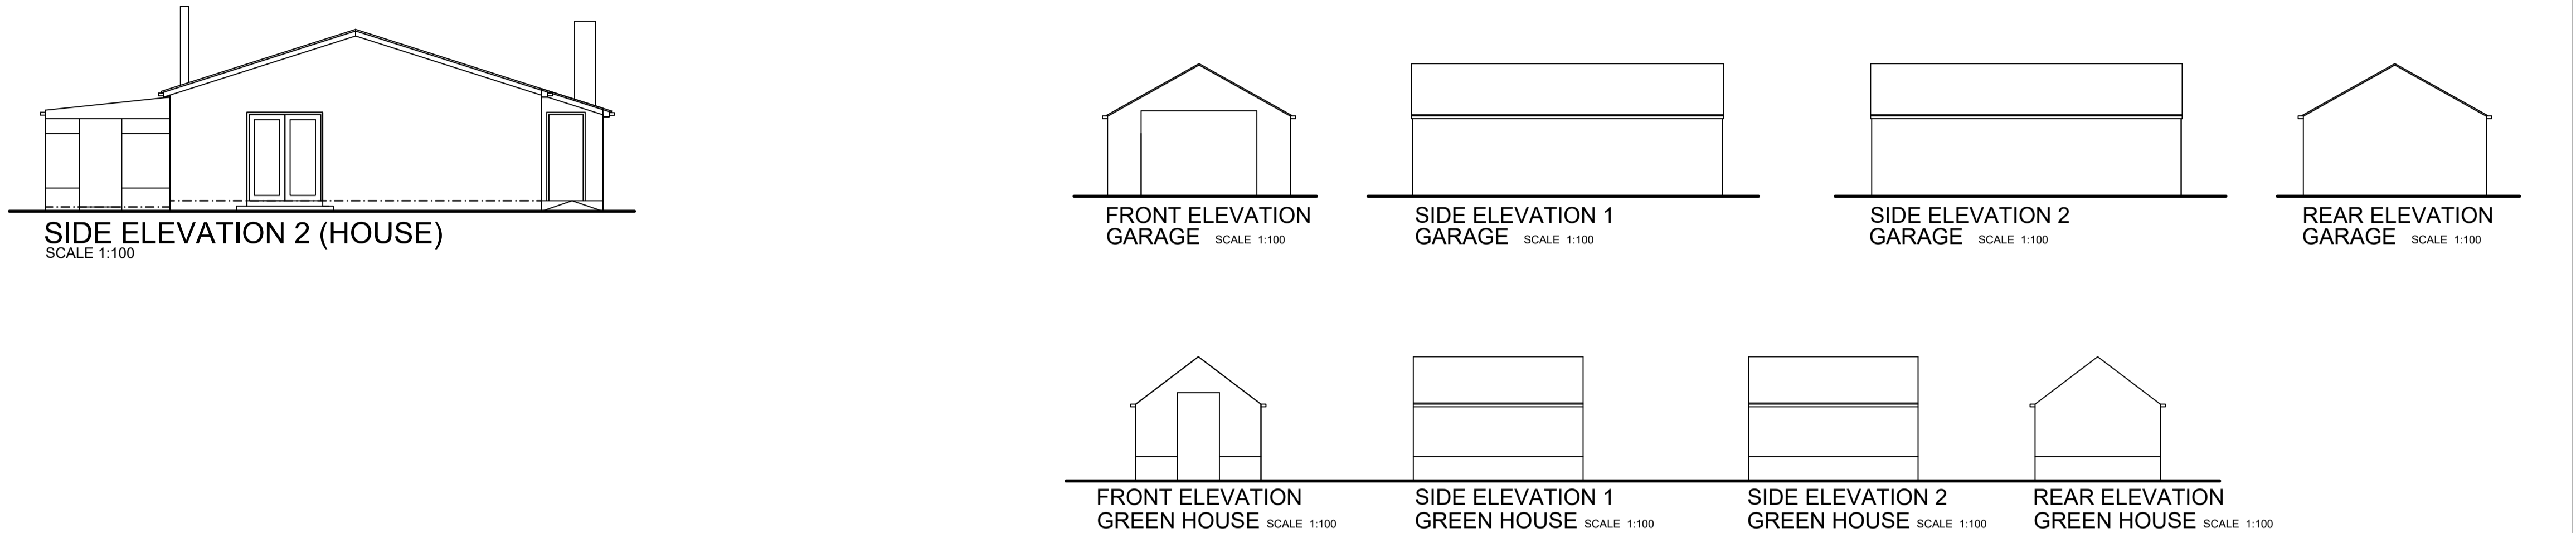 SIDE ELEVATION 2 (HOUSE)
SCALE 1:100
FRONT ELEVATION
GARAGE SCALE 1:100
SIDE ELEVATION 1
GARAGE SCALE 1:100
SIDE ELEVATION 2
GARAGE SCALE 1:100
REAR ELEVATION
GARAGE SCALE 1:100
FRONT ELEVATION
GREEN HOUSE SCALE 1:100
SIDE ELEVATION 1
GREEN HOUSE SCALE 1:100
SIDE ELEVATION 2
GREEN HOUSE SCALE 1:100
REAR ELEVATION
GREEN HOUSE SCALE 1:100